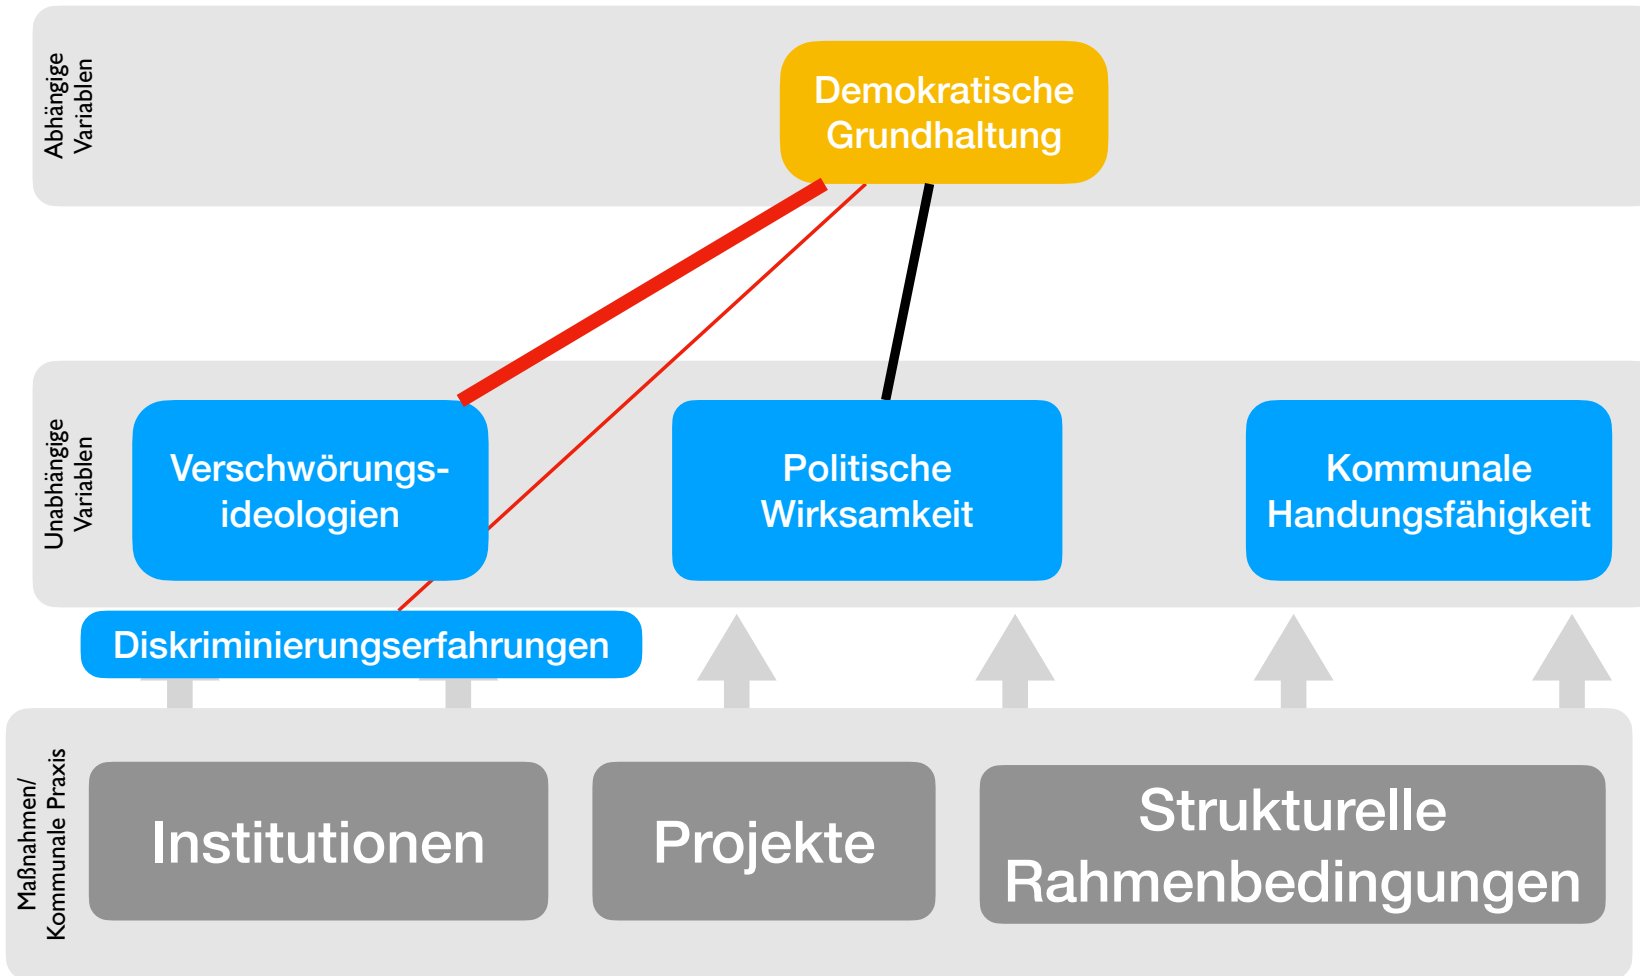 Abhängige
Variablen
Demokratische
Grundhaltung
Unabhängige
Variablen
Verschwörungs-
ideologien
Politische
Wirksamkeit
Kommunale
Handungsfähigkeit
Diskriminierungserfahrungen
Maßnahmen/
Kommunale Praxis
Institutionen
Projekte
Strukturelle
Rahmenbedingungen